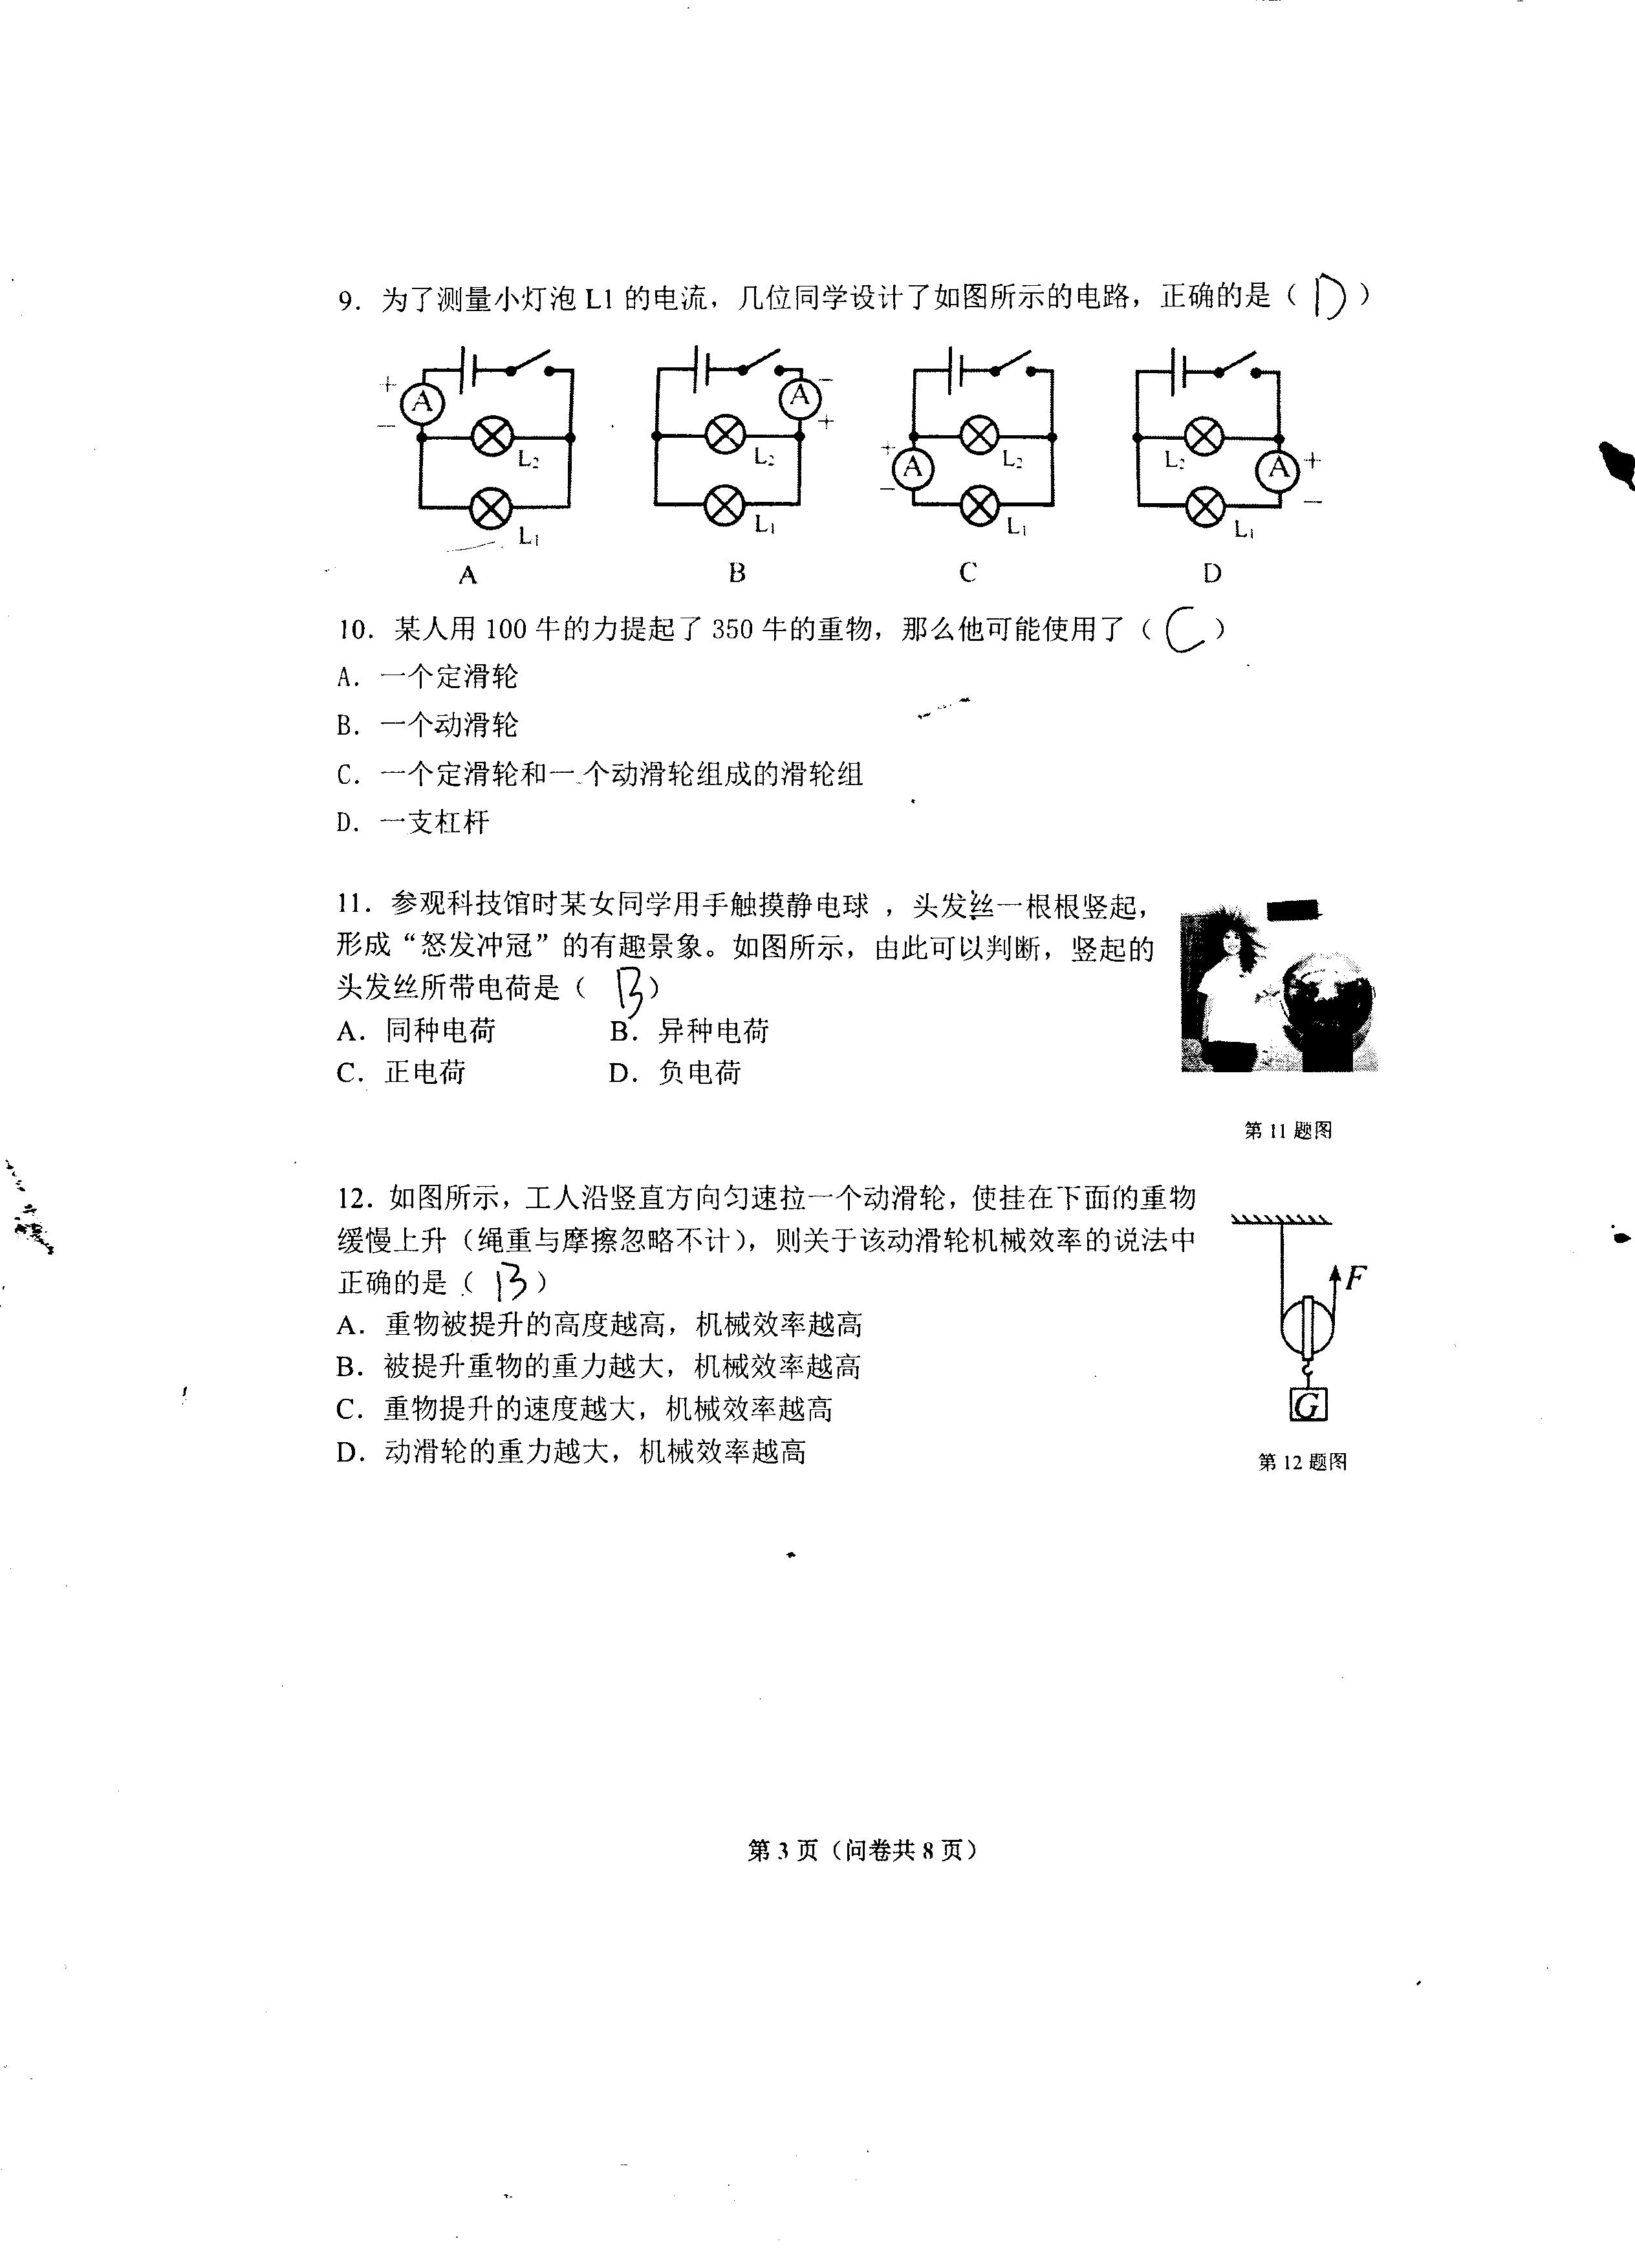 9．为了测量小灯泡 L1 的电流，几位同学设计了如图所示的电路，正确的是（ D ）
+ A − L2 L1
A − + L2 L1
+ A − L2 L1
L2 A + − L1
A B C D
10．某人用 100 牛的力提起了 350 牛的重物，那么他可能使用了（ C ）
A．一个定滑轮
B．一个动滑轮
C．一个定滑轮和一个动滑轮组成的滑轮组
D．一支杠杆
11．参观科技馆时某女同学用手触摸静电球 ，头发丝一根根竖起，
形成“怒发冲冠”的有趣景象。如图所示，由此可以判断，竖起的
头发丝所带电荷是（ B ）
A．同种电荷 B．异种电荷
C．正电荷 D．负电荷
第 11 题图
12．如图所示，工人沿竖直方向匀速拉一个动滑轮，使挂在下面的重物
缓慢上升（绳重与摩擦忽略不计），则关于该动滑轮机械效率的说法中
正确的是（ B ）
A．重物被提升的高度越高，机械效率越高
B．被提升重物的重力越大，机械效率越高
C．重物提升的速度越大，机械效率越高
D．动滑轮的重力越大，机械效率越高
F
G
第 12 题图
第 3 页（问卷共 8 页）